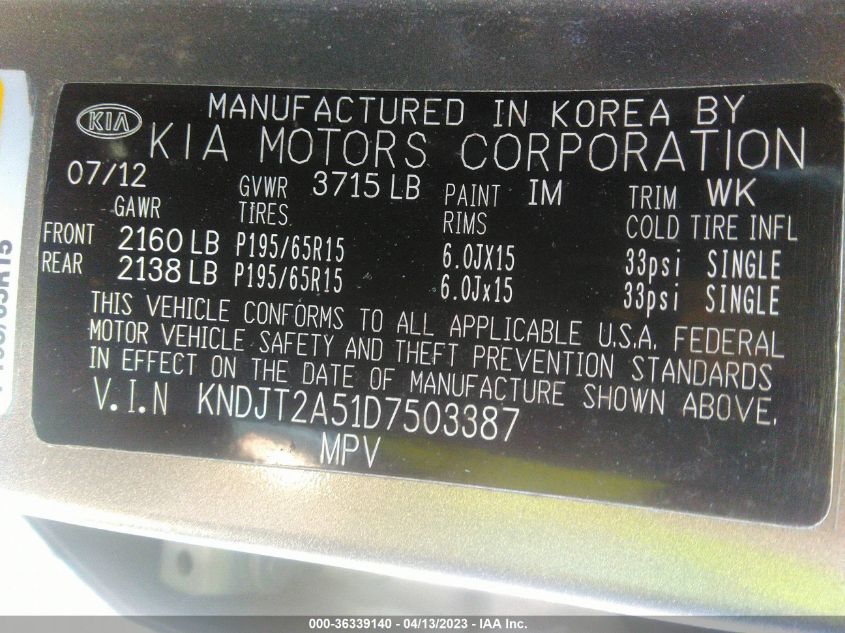 KIA
MANUFACTURED IN KOREA BY
KIA MOTORS CORPORATION
07/12 GVWR 3715 LB PAINT IM TRIM WK
GAWR TIRES RIMS COLD TIRE INFL
FRONT 2160 LB P195/65R15 6.0JX15 33psi SINGLE
REAR 2138 LB P195/65R15 6.0Jx15 33psi SINGLE
THIS VEHICLE CONFORMS TO ALL APPLICABLE U.S.A. FEDERAL
MOTOR VEHICLE SAFETY AND THEFT PREVENTION STANDARDS
IN EFFECT ON THE DATE OF MANUFACTURE SHOWN ABOVE.
V.I.N KNDJT2A51D7503387
MPV
000-36339140 - 04/13/2023 - IAA Inc.